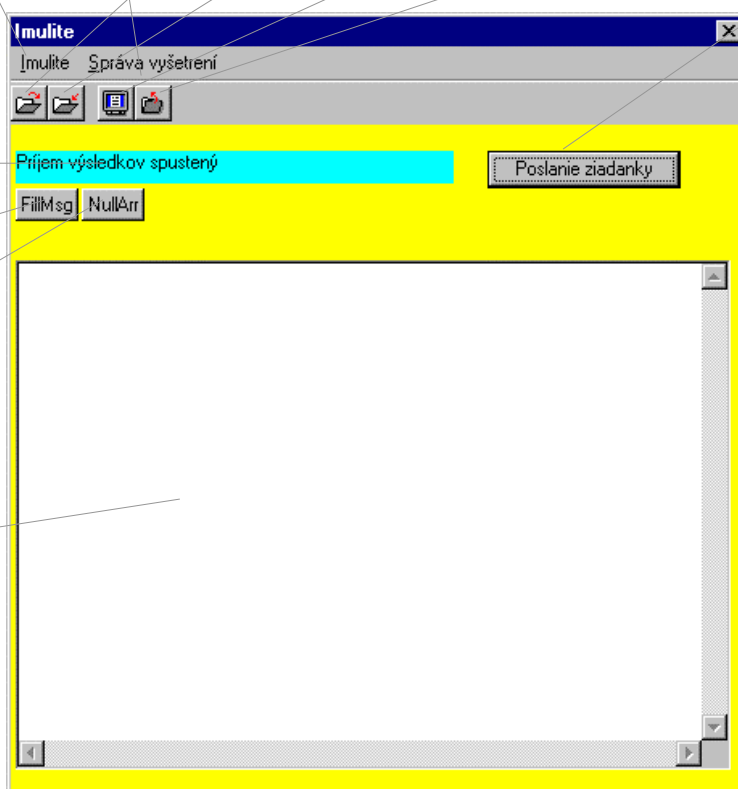 Imulite
Imulite Správa vyšetrení
Príjem výsledkov spustený
Poslanie ziadanky
FillMsg NullArr